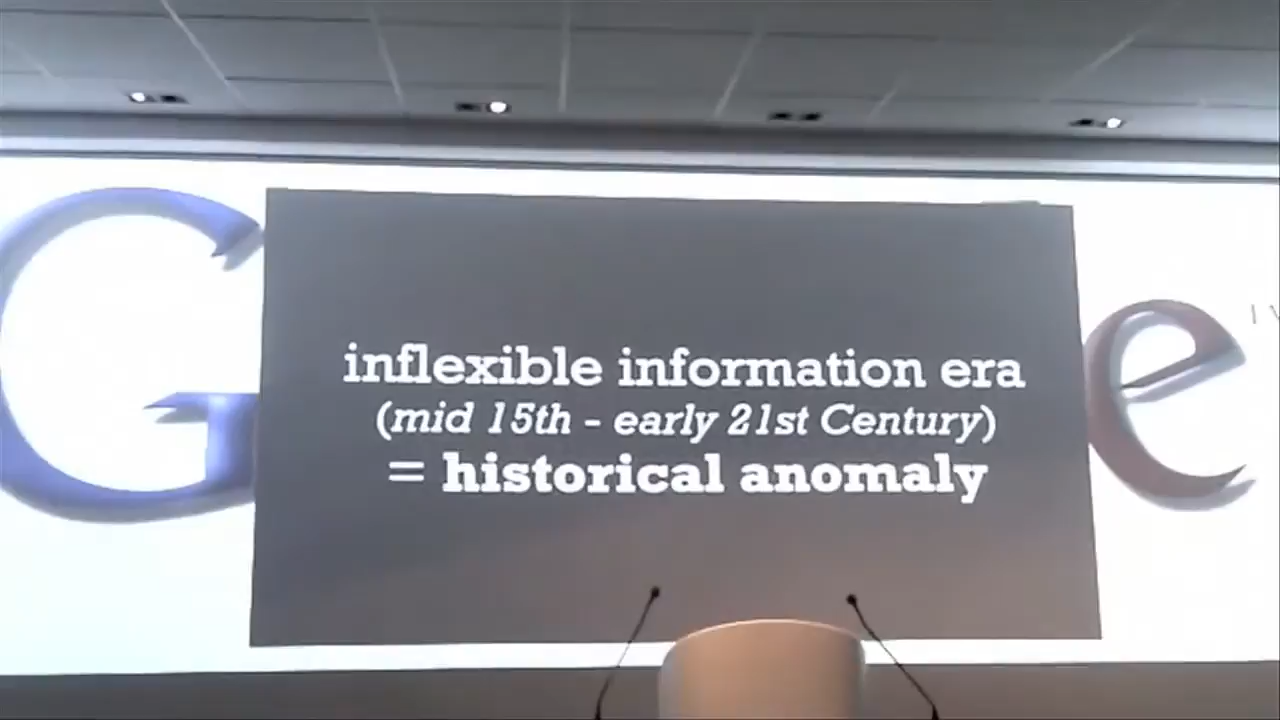 G
e
inflexible information era
(mid 15th - early 21st Century)
= historical anomaly